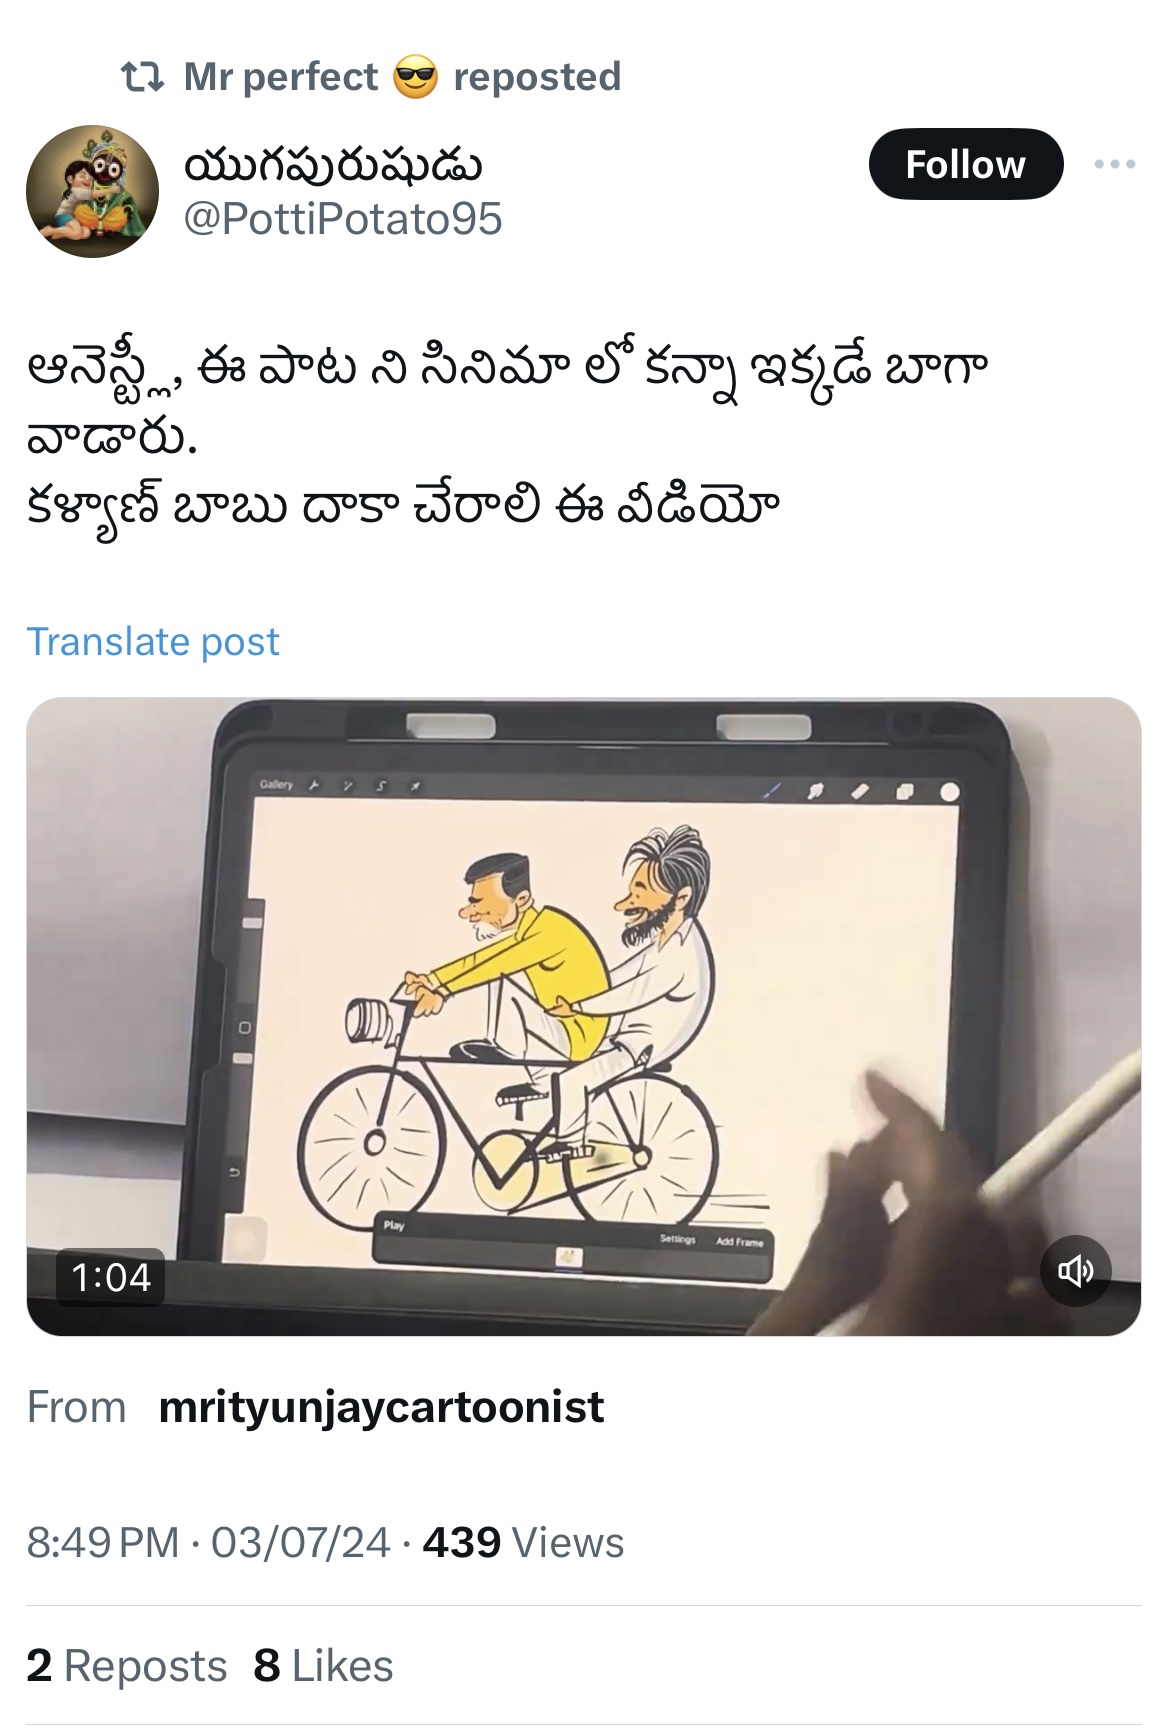 Mr perfect 😎 reposted
యుగపురుషుడు
@PottiPotato95
Follow
ఆనెస్ట్లీ, ఈ పాట ని సినిమా లో కన్నా ఇక్కడే బాగా
వాడారు.
కళ్యాణ్ బాబు దాకా చేరాలి ఈ వీడియో
Translate post
Gallery
Play
Settings Add Frame
1:04
From mrityunjaycartoonist
8:49 PM · 03/07/24 · 439 Views
2 Reposts 8 Likes